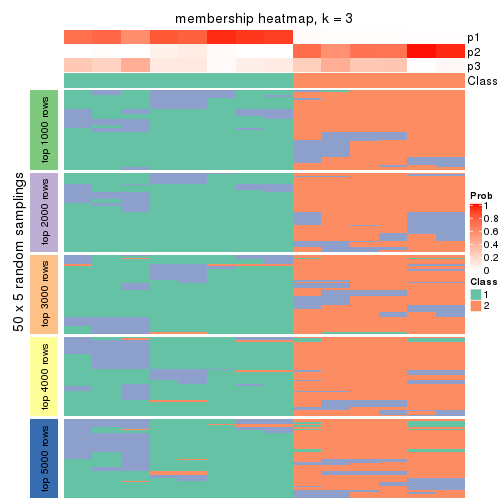 membership heatmap, k = 3
p1
p2
p3
Class
50 x 5 random samplings
top 1000 rows
top 2000 rows
top 3000 rows
top 4000 rows
top 5000 rows
Prob
1
0.8
0.6
0.4
0.2
0
Class
1
2